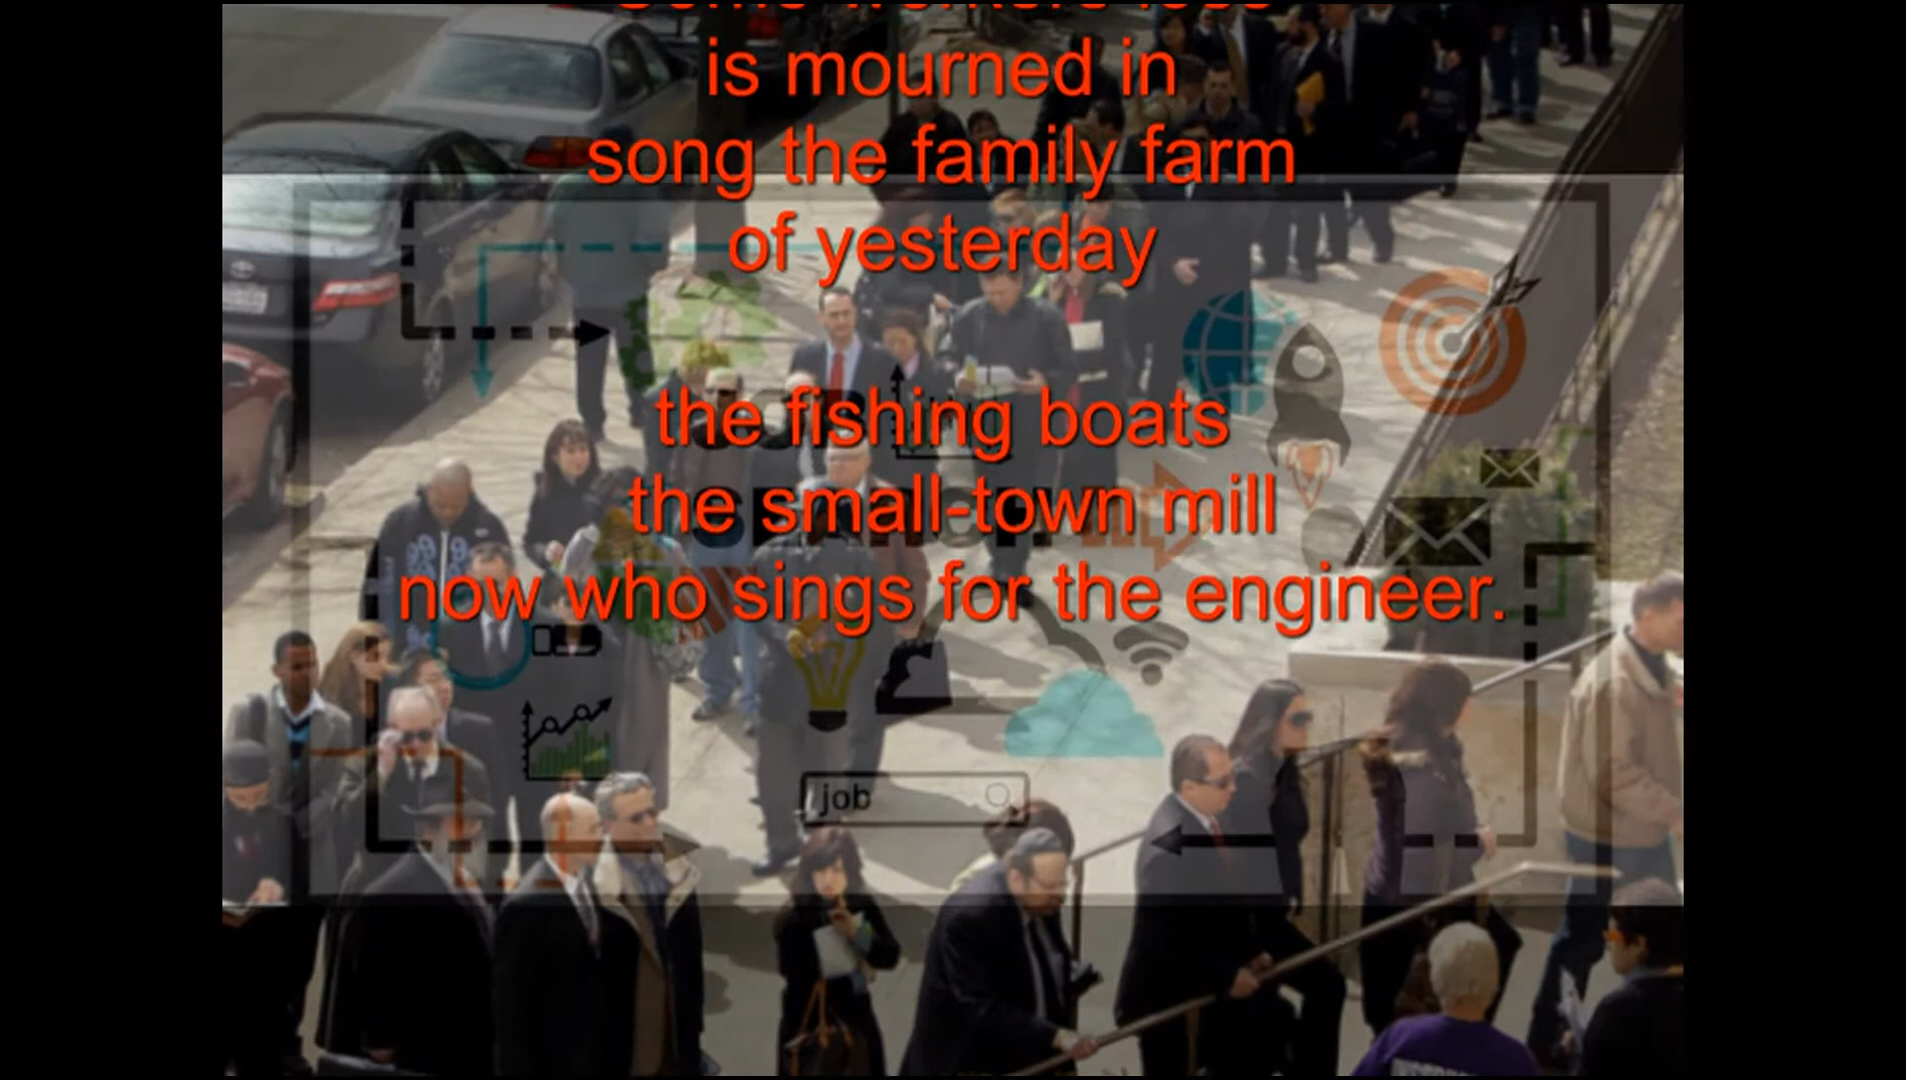 is mourned in
song the family farm
of yesterday
the fishing boats
the small-town mill
now who sings for the engineer.
job